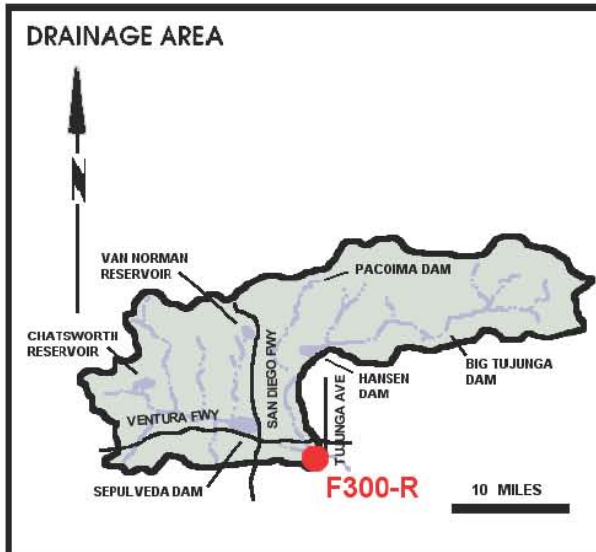 DRAINAGE AREA
N
VAN NORMAN
RESERVOIR
PACOIMA DAM
CHATSWORTH
RESERVOIR
SAN DIEGO FWY
HANSEN
DAM
BIG TUJUNGA
DAM
TUJUNGA AVE
VENTURA FWY
SEPULVEDA DAM
F300-R
10 MILES